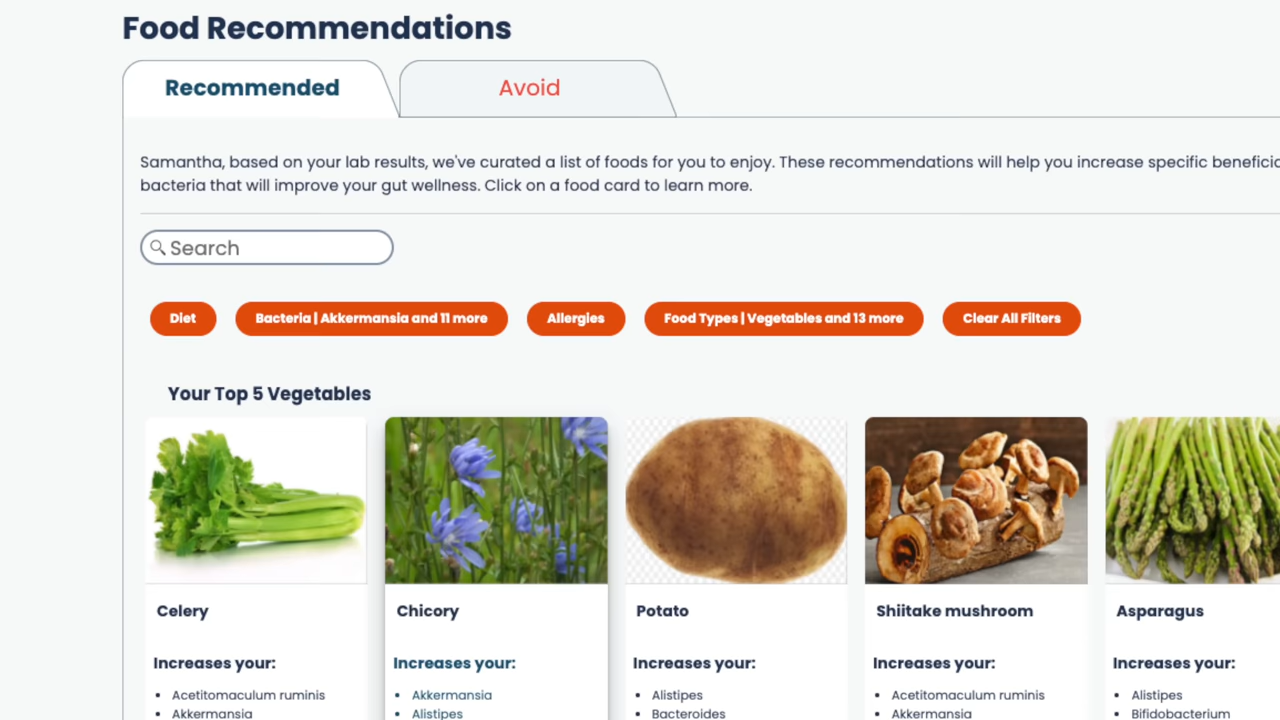 Food Recommendations
Recommended
Avoid
Samantha, based on your lab results, we've curated a list of foods for you to enjoy. These recommendations will help you increase specific
bacteria that will improve your gut wellness. Click on a food card to learn more.
Search
Diet
Bacteria | Akkermansia and 11 more
Allergies
Food Types | Vegetables and 13 more
Clear All Filters
Your Top 5 Vegetables
Celery
Chicory
Potato
Shiitake mushroom
Asparagus
Increases your:
Increases your:
Increases your:
Increases your:
Increases your:
• Acetitomaculum ruminis
• Akkermansia
• Alistipes
• Acetitomaculum ruminis
• Alistipes
• Akkermansia
• Alistipes
• Bacteroides
• Akkermansia
• Bifidobacterium